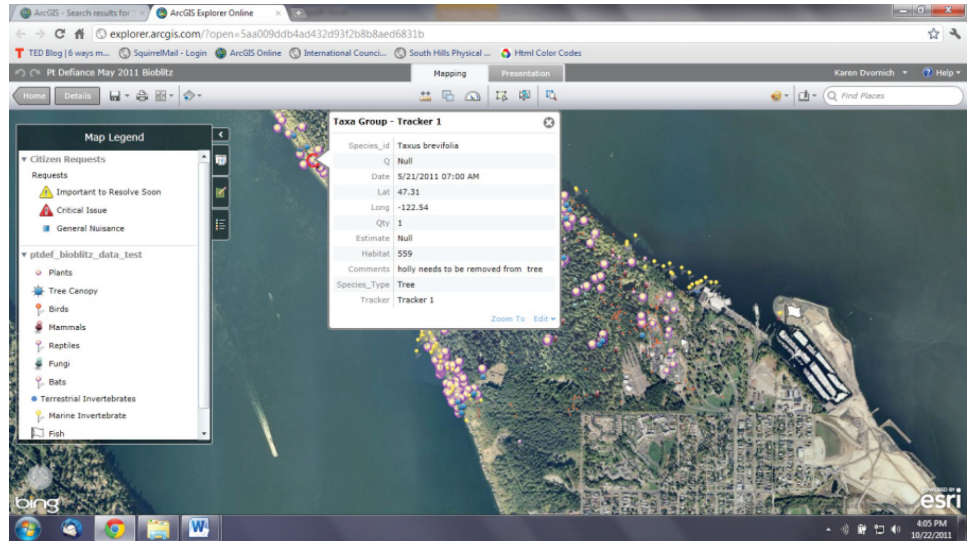 ArcGIS - Search results for ':
ArcGIS Explorer Online
explorer.arcgis.com/?open=5aa009ddb4ad432d93f2b8b8aed6831b
TED Blog | 6 ways m... SquirrelMail - Login ArcGIS Online International Counci... South Hills Physical ... Html Color Codes
Pt Defiance May 2011 Bioblitz
Mapping Presentation
Karen Dvornich Help
Home Details
Find Places
Map Legend
Citizen Requests
Requests
Important to Resolve Soon
Critical Issue
General Nuisance
ptdef_bioblitz_data_test
Plants
Tree Canopy
Birds
Mammals
Reptiles
Fungi
Bats
Terrestrial Invertebrates
Marine Invertebrate
Fish
Taxa Group - Tracker 1
Species_id Taxus brevifolia
Q Null
Date 5/21/2011 07:00 AM
Lat 47.31
Long -122.54
Qty 1
Estimate Null
Habitat 559
Comments holly needs to be removed from tree
Species_Type Tree
Tracker Tracker 1
Zoom To Edit
bing
POWERED BY
esri
W
4:05 PM
10/22/2011